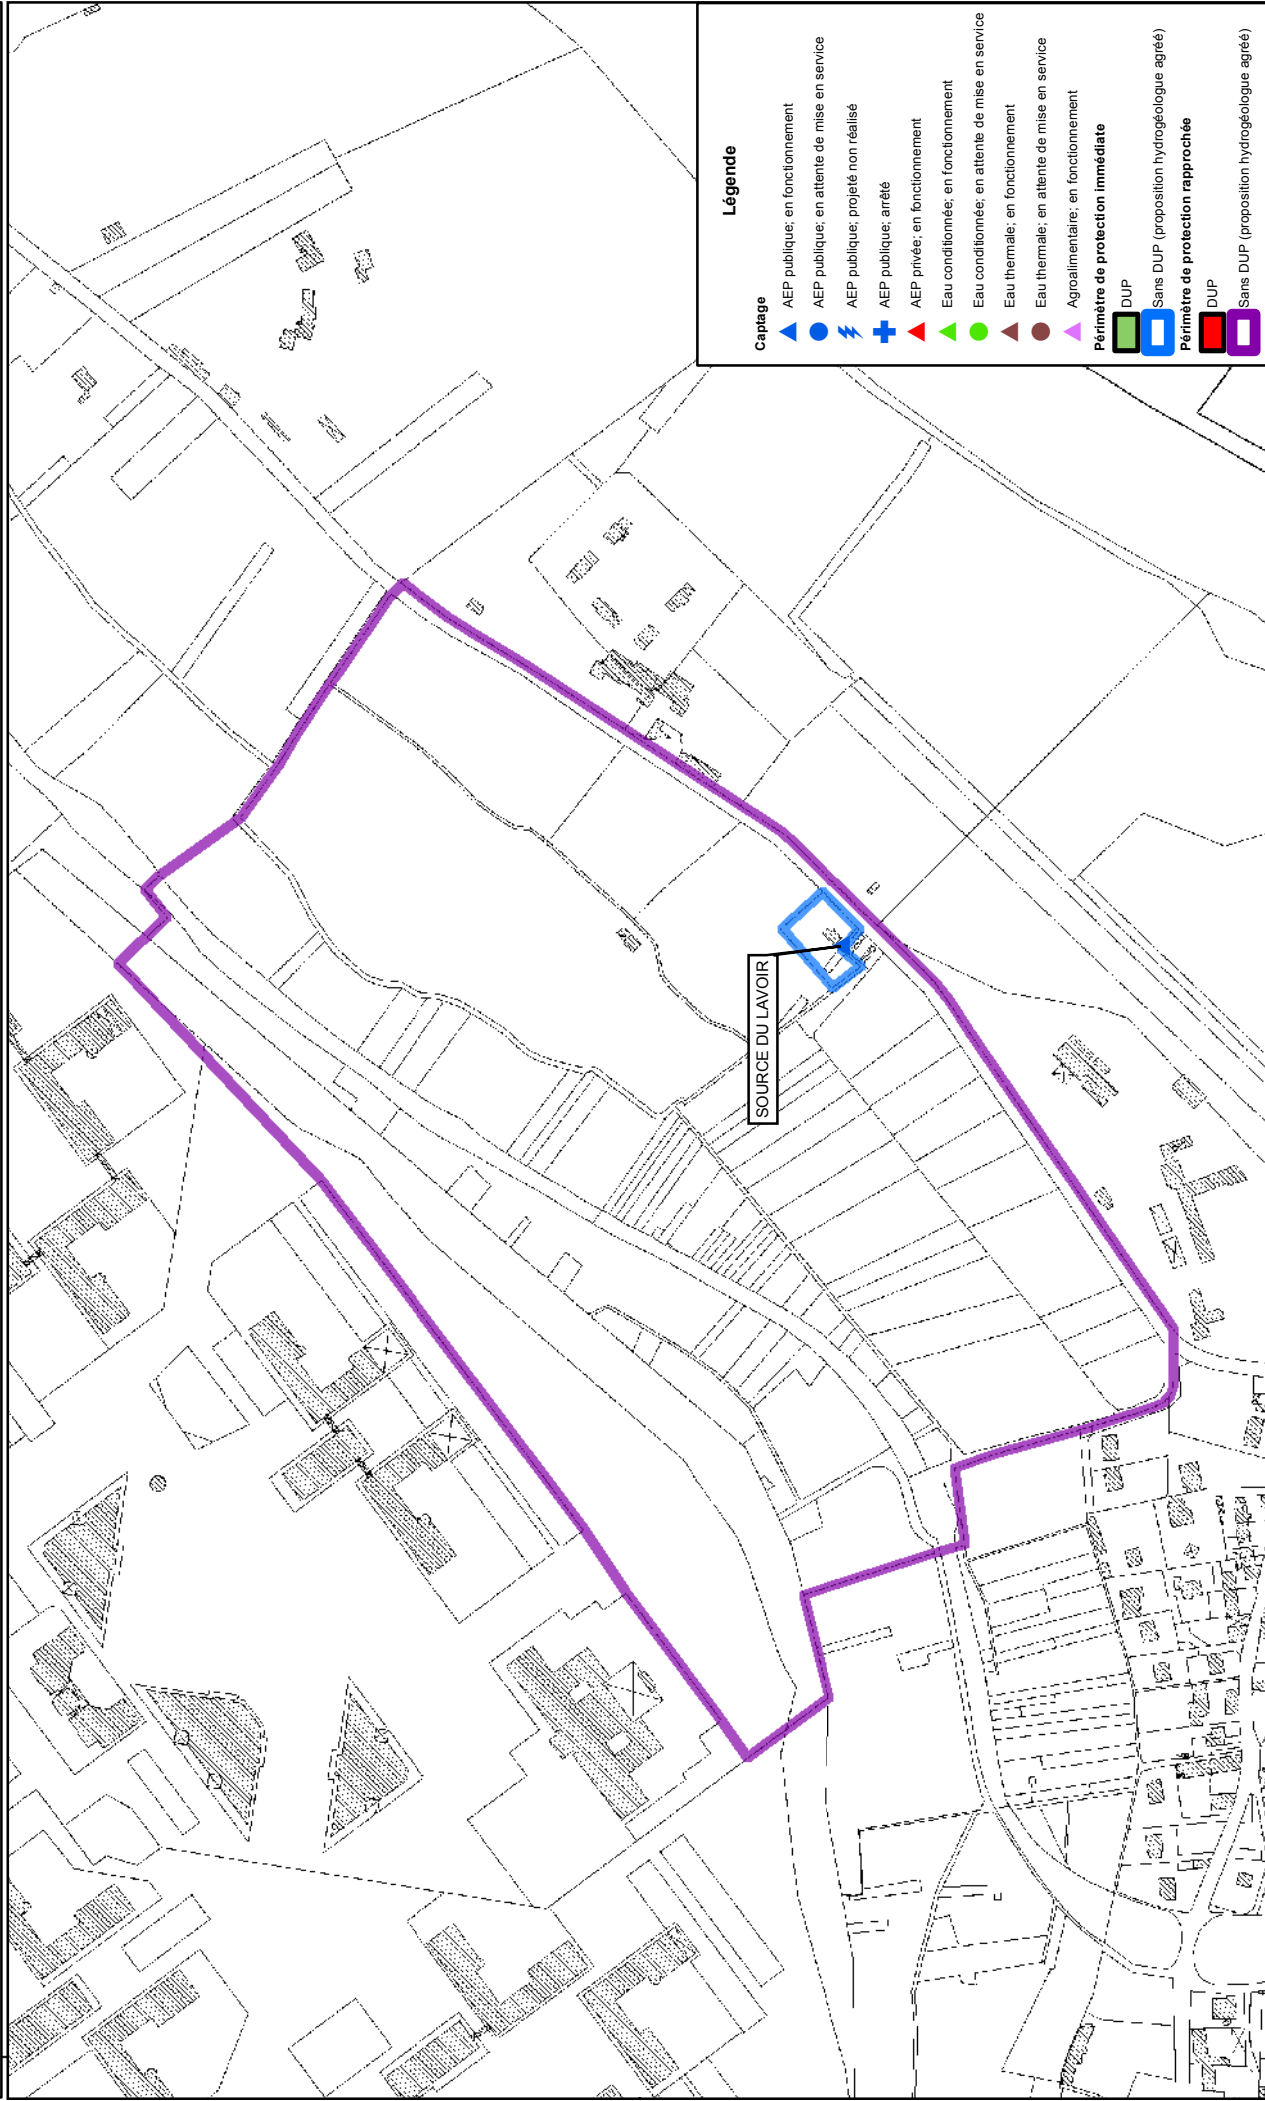 SOURCE DU LAVOIR
Légende
Captage
AEP publique; en fonctionnement
AEP publique; en attente de mise en service
AEP publique; projeté non réalisé
AEP publique; arrêté
AEP privée; en fonctionnement
Eau conditionnée; en fonctionnement
Eau conditionnée; en attente de mise en service
Eau thermale; en fonctionnement
Eau thermale; en attente de mise en service
Agroalimentaire; en fonctionnement
Périmètre de protection immédiate
DUP
Sans DUP (proposition hydrogéologue agréé)
Périmètre de protection rapprochée
DUP
Sans DUP (proposition hydrogéologue agréé)